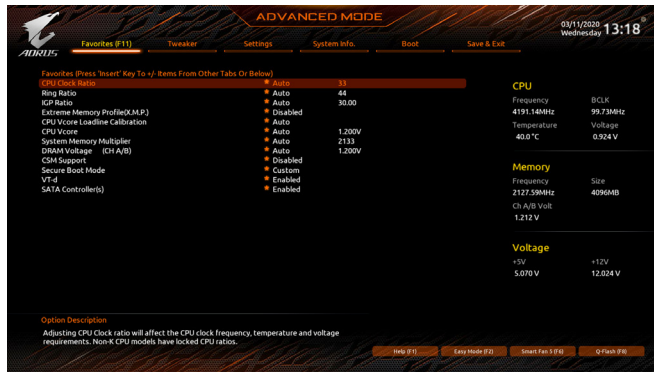 ADVANCED MODE
03/11/2020 Wednesday 13:18
AORUS
Favorites (F11) Tweaker Settings System Info. Boot Save & Exit
Favorites (Press 'Insert' Key To +/- Items From Other Tabs Or Below)
CPU Clock Ratio Auto 33
Ring Ratio Auto 44
IGP Ratio Auto 30.00
Extreme Memory Profile(X.M.P.) Disabled
CPU Vcore Loadline Calibration Auto
CPU Vcore Auto 1.200V
System Memory Multiplier Auto 2133
DRAM Voltage (CH A/B) Auto 1.200V
CSM Support Disabled
Secure Boot Mode Custom
VT-d Enabled
SATA Controller(s) Enabled
CPU
Frequency BCLK
4191.14MHz 99.73MHz
Temperature Voltage
40.0 °C 0.924 V
Memory
Frequency Size
2127.59MHz 4096MB
Ch A/B Volt
1.212 V
Voltage
+5V +12V
5.070 V 12.024 V
Option Description
Adjusting CPU Clock ratio will affect the CPU clock frequency, temperature and voltage
requirements. Non-K CPU models have locked CPU ratios.
Help (F1) Easy Mode (F2) Smart Fan 5 (F6) Q-Flash (F8)